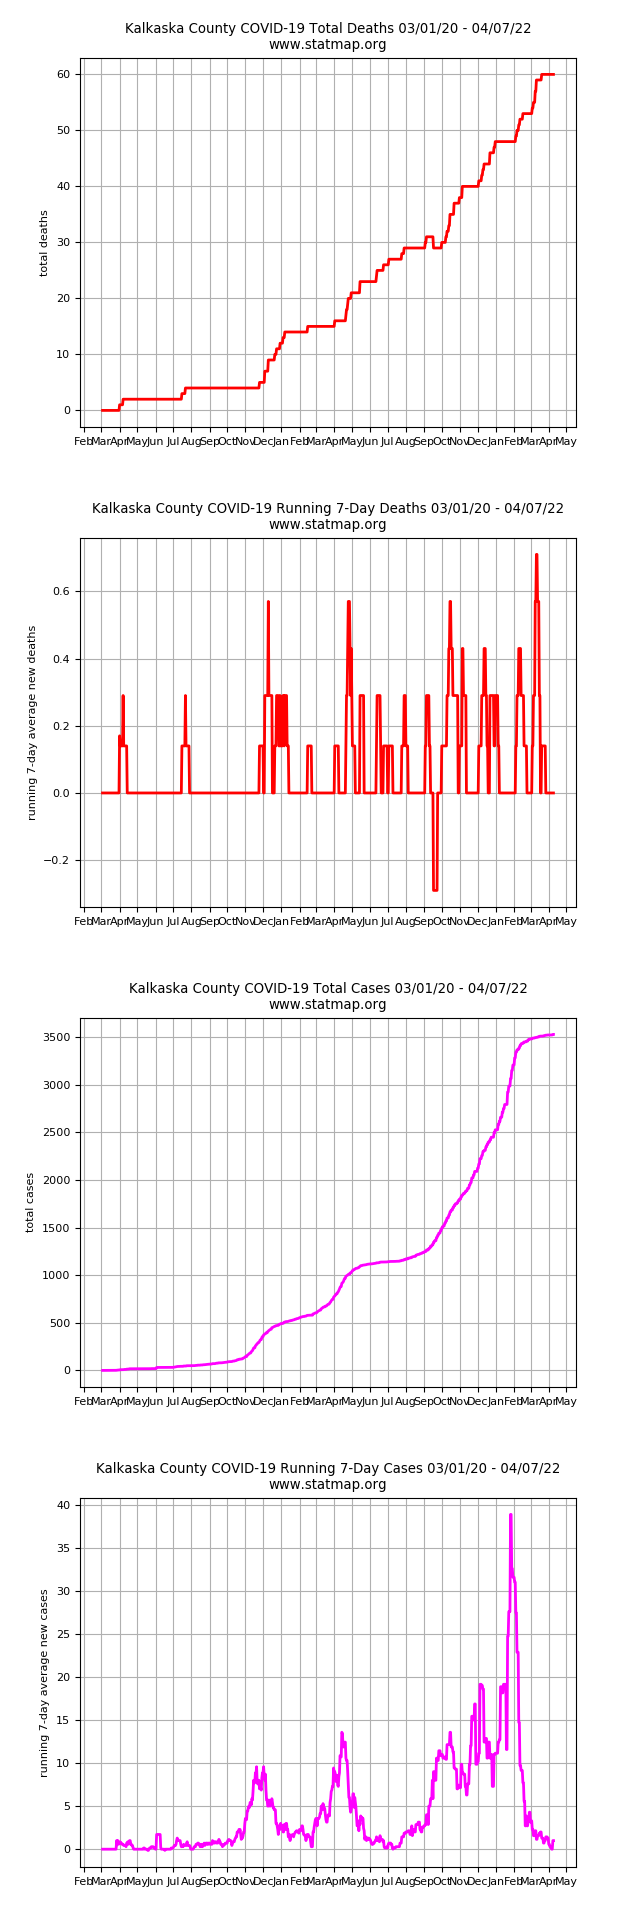 Kalkaska County COVID-19 Total Deaths 03/01/20 - 04/07/22
www.statmap.org
60
50
40
30
20
10
0
total deaths
Feb Mar Apr May Jun Jul Aug Sep Oct Nov Dec Jan Feb Mar Apr May Jun Jul Aug Sep Oct Nov Dec Jan Feb Mar Apr May
Kalkaska County COVID-19 Running 7-Day Deaths 03/01/20 - 04/07/22
www.statmap.org
0.6
0.4
0.2
0.0
−0.2
running 7-day average new deaths
Feb Mar Apr May Jun Jul Aug Sep Oct Nov Dec Jan Feb Mar Apr May Jun Jul Aug Sep Oct Nov Dec Jan Feb Mar Apr May
Kalkaska County COVID-19 Total Cases 03/01/20 - 04/07/22
www.statmap.org
3500
3000
2500
2000
1500
1000
500
0
total cases
Feb Mar Apr May Jun Jul Aug Sep Oct Nov Dec Jan Feb Mar Apr May Jun Jul Aug Sep Oct Nov Dec Jan Feb Mar Apr May
Kalkaska County COVID-19 Running 7-Day Cases 03/01/20 - 04/07/22
www.statmap.org
40
35
30
25
20
15
10
5
0
running 7-day average new cases
Feb Mar Apr May Jun Jul Aug Sep Oct Nov Dec Jan Feb Mar Apr May Jun Jul Aug Sep Oct Nov Dec Jan Feb Mar Apr May